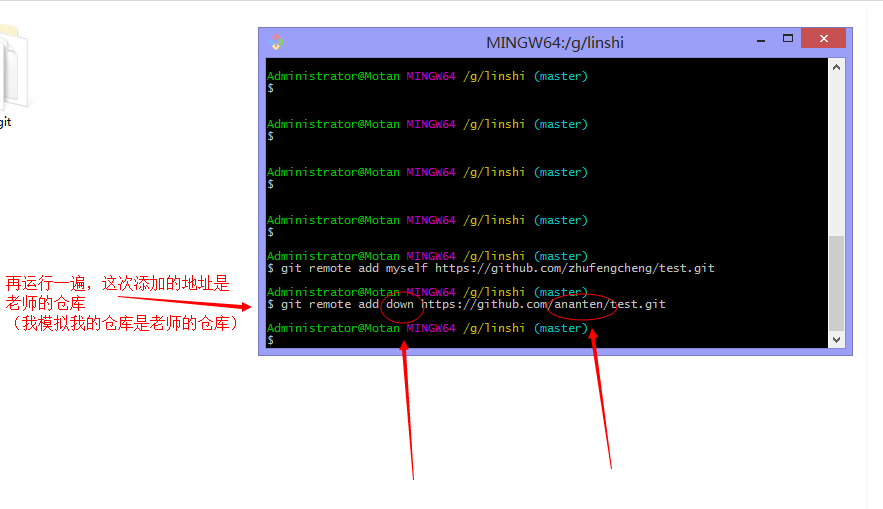 MINGW64:/g/linshi
git
Administrator@Motan MINGW64 /g/linshi (master)
$
Administrator@Motan MINGW64 /g/linshi (master)
$
Administrator@Motan MINGW64 /g/linshi (master)
$
Administrator@Motan MINGW64 /g/linshi (master)
$
Administrator@Motan MINGW64 /g/linshi (master)
$ git remote add myself https://github.com/zhufengcheng/test.git
Administrator@Motan MINGW64 /g/linshi (master)
$ git remote add down https://github.com/ananten/test.git
Administrator@Motan MINGW64 /g/linshi (master)
$
再运行一遍，这次添加的地址是
老师的仓库
（我模拟我的仓库是老师的仓库）